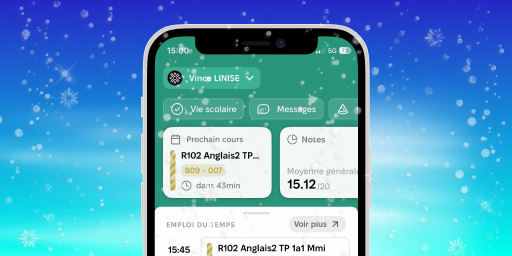 15:00
5G 73
Vince LINISE
Vie scolaire
Messages
Prochain cours
R102 Anglais2 TP...
B09 - 007
dans 43min
Notes
Moyenne générale
15.12/20
EMPLOI DU TEMPS
Voir plus
15:45
R102 Anglais2 TP 1a1 Mmi